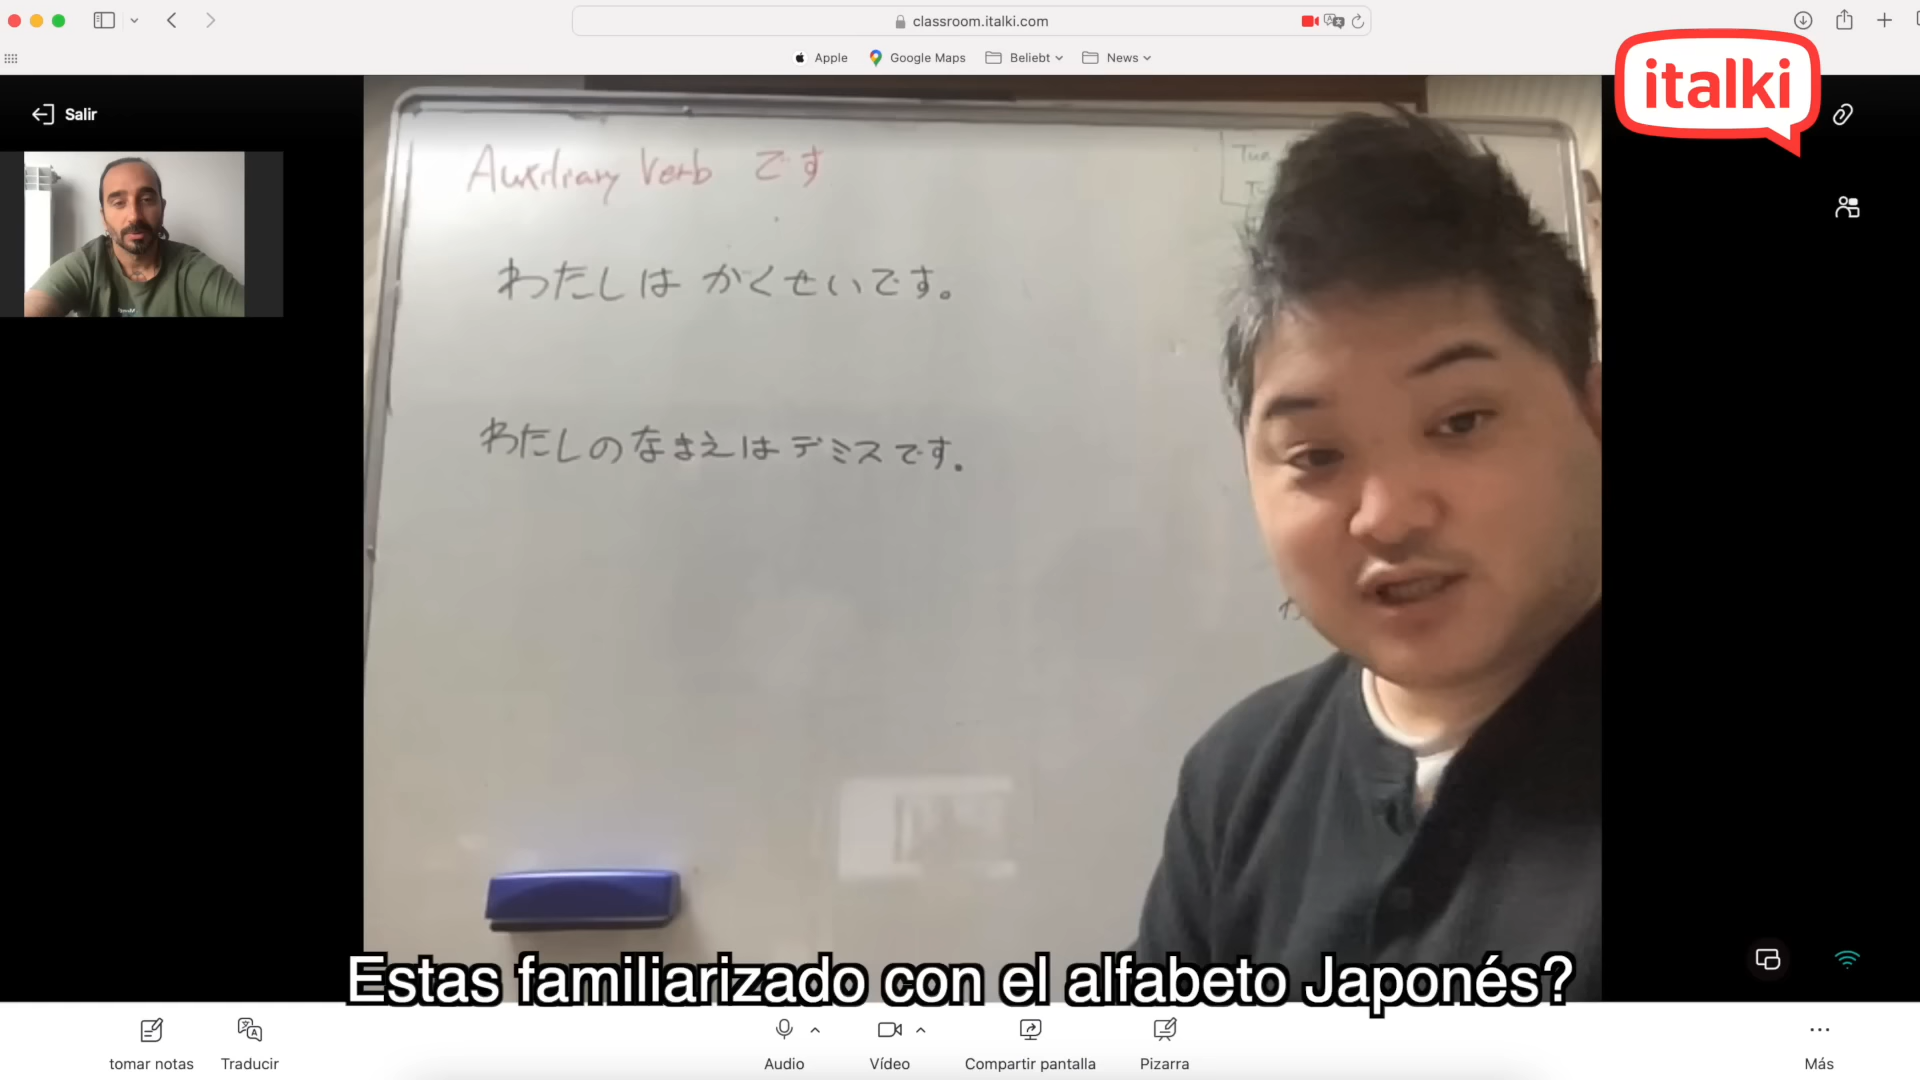 classroom.italki.com
Apple
Google Maps
Beliebt
News
italki
Salir
Auxiliary Verb です
わたしは がくせいです。
わたしのなまえはデミスです。
Estas familiarizado con el alfabeto Japonés?
tomar notas
Traducir
Audio
Vídeo
Compartir pantalla
Pizarra
Más